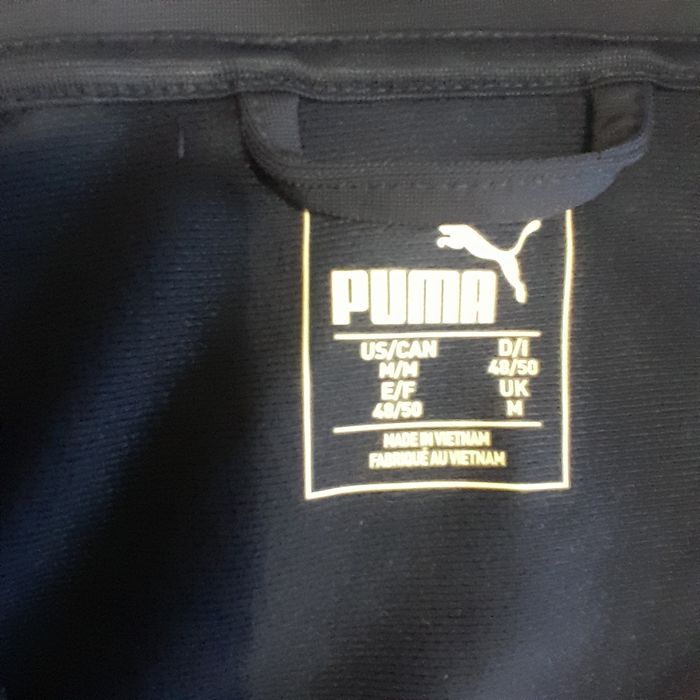 PUMA
US/CAN D/I
M/M 48/50
E/F UK
48/50 M
MADE IN VIETNAM
FABRIQUÉ AU VIETNAM